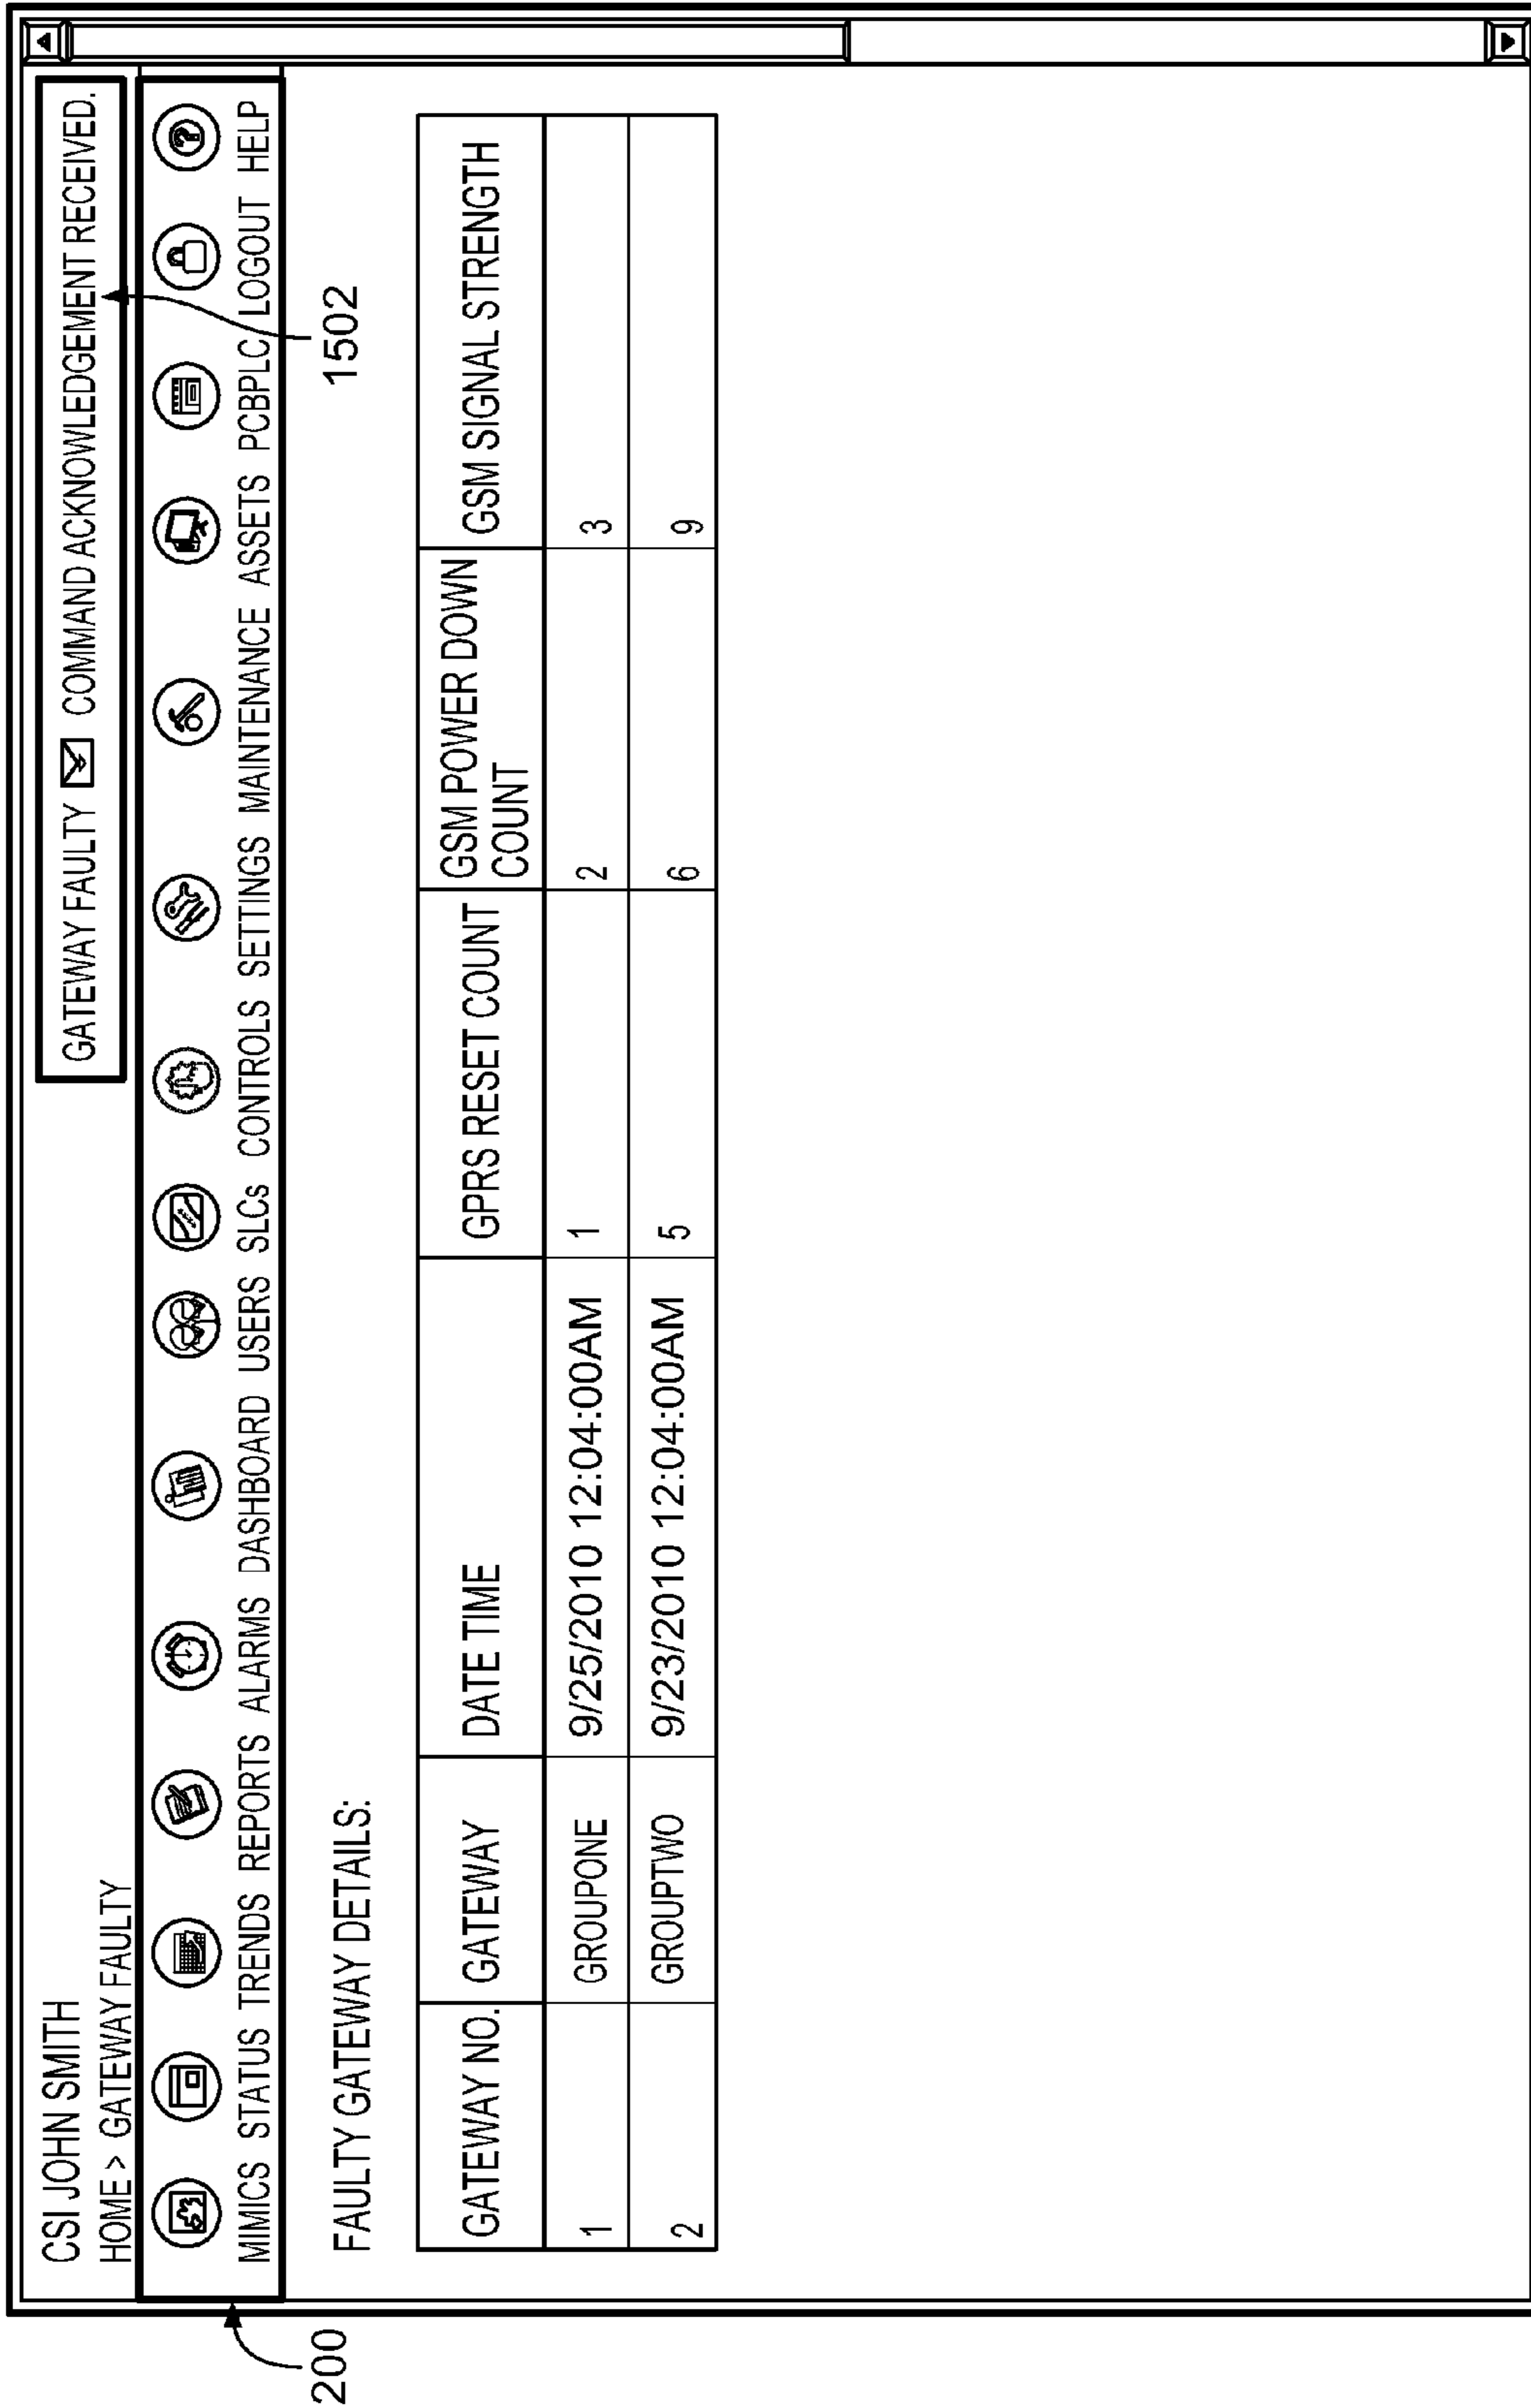 CSI JOHN SMITH
HOME > GATEWAY FAULTY
GATEWAY FAULTY COMMAND ACKNOWLEDGEMENT RECEIVED.
MIMICS STATUS TRENDS REPORTS ALARMS DASHBOARD USERS SLCs CONTROLS SETTINGS MAINTENANCE ASSETS PCBPLC LOGOUT HELP
200
1502
FAULTY GATEWAY DETAILS:
GATEWAY NO. GATEWAY DATE TIME GPRS RESET COUNT GSM POWER DOWN COUNT GSM SIGNAL STRENGTH
1 GROUPONE 9/25/2010 12:04:00AM 1 2 3
2 GROUPTWO 9/23/2010 12:04:00AM 5 6 9